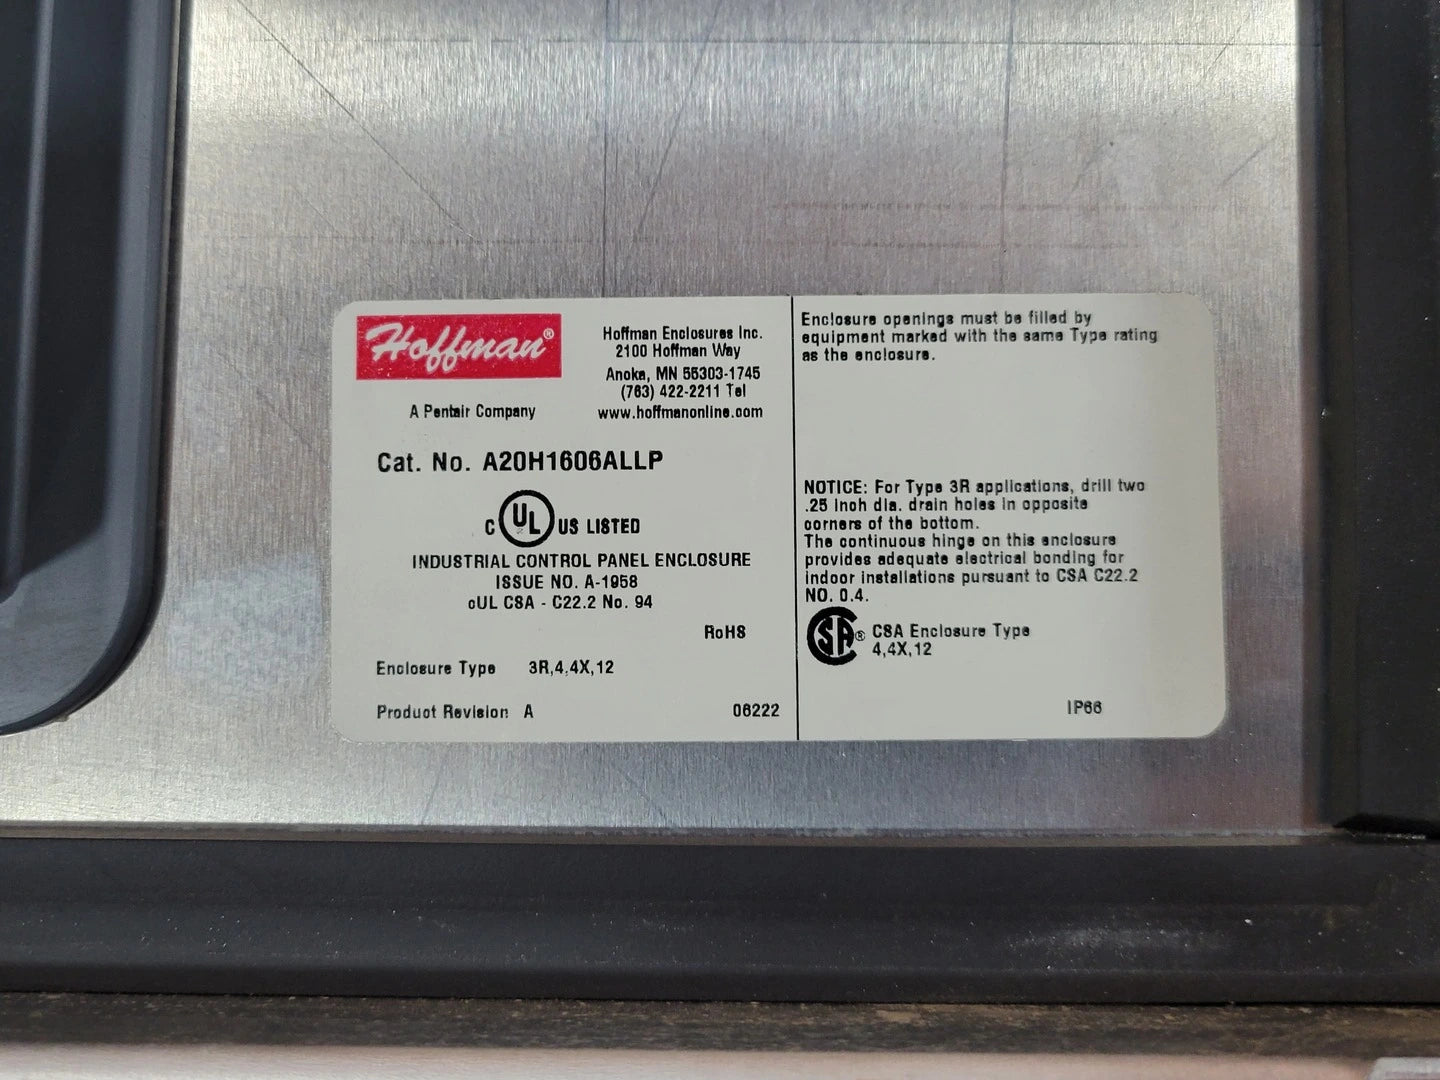 Hoffman®
A Pentair Company
Hoffman Enclosures Inc.
2100 Hoffman Way
Anoka, MN 55303-1745
(763) 422-2211 Tel
www.hoffmanonline.com
Cat. No. A20H1606ALLP
C UL US LISTED
INDUSTRIAL CONTROL PANEL ENCLOSURE
ISSUE NO. A-1958
cUL CSA - C22.2 No. 94
RoHS
Enclosure Type 3R,4,4X,12
Product Revision A 06222
Enclosure openings must be filled by
equipment marked with the same Type rating
as the enclosure.
NOTICE: For Type 3R applications, drill two
.25 inch dia. drain holes in opposite
corners of the bottom.
The continuous hinge on this enclosure
provides adequate electrical bonding for
indoor installations pursuant to CSA C22.2
NO. 0.4.
SA® CSA Enclosure Type
4,4X,12
IP66